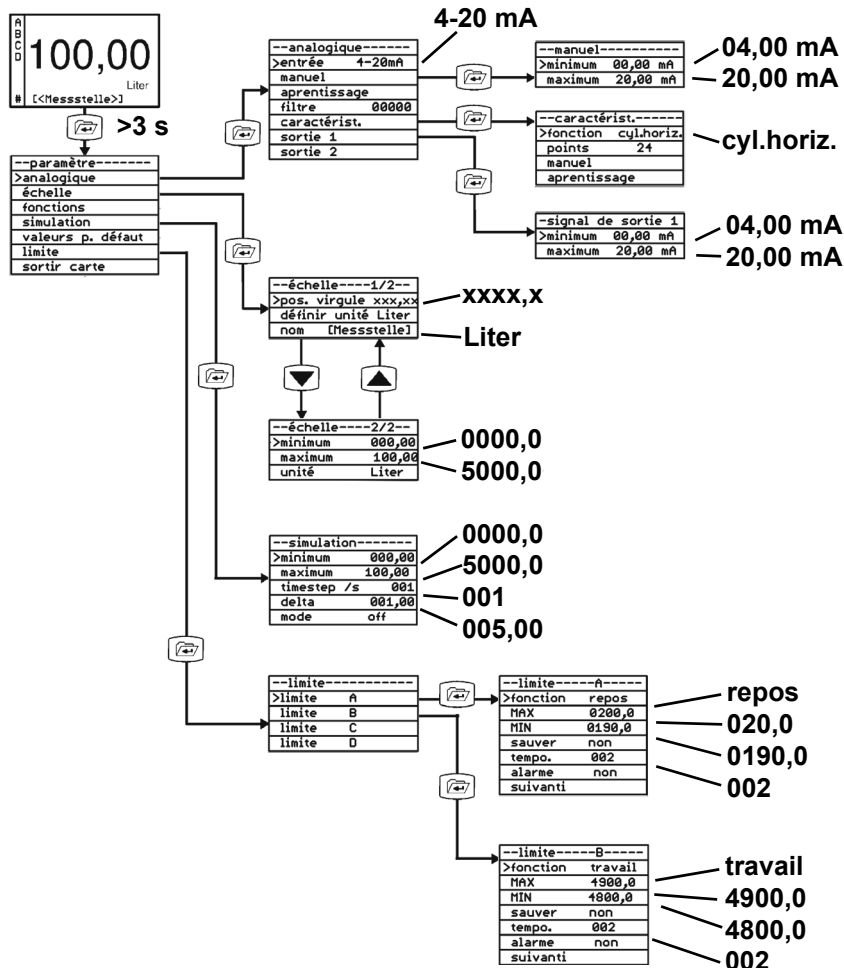 A
B
C
D
#
100,00
Liter
[<Messstelle>]
>3 s
--paramètre-------
>analogique
échelle
fonctions
simulation
valeurs p. défaut
limite
sortir carte
--analogique------
>entrée 4-20mA
manuel
aprentissage
filtre 00000
caractérist.
sortie 1
sortie 2
4-20 mA
--manuel----------
>minimum 00,00 mA
maximum 20,00 mA
04,00 mA
20,00 mA
--caractérist.------
>fonction cyl.horiz.
points 24
manuel
aprentissage
cyl.horiz.
-signal de sortie 1
>minimum 00,00 mA
maximum 20,00 mA
04,00 mA
20,00 mA
--échelle----1/2--
>pos. virgule xxx,xx
définir unité Liter
nom [Messstelle]
xxxx,x
Liter
--échelle----2/2--
>minimum 000,00
maximum 100,00
unité Liter
0000,0
5000,0
--simulation-------
>minimum 000,00
maximum 100,00
timestep /s 001
delta 001,00
mode off
0000,0
5000,0
001
005,00
--limite-----------
>limite A
limite B
limite C
limite D
--limite-----A-----
>fonction repos
MAX 0200,0
MIN 0190,0
sauver non
tempo. 002
alarme non
suivanti
repos
020,0
0190,0
002
--limite-----B-----
>fonction travail
MAX 4900,0
MIN 4800,0
sauver non
tempo. 002
alarme non
suivanti
travail
4900,0
4800,0
002